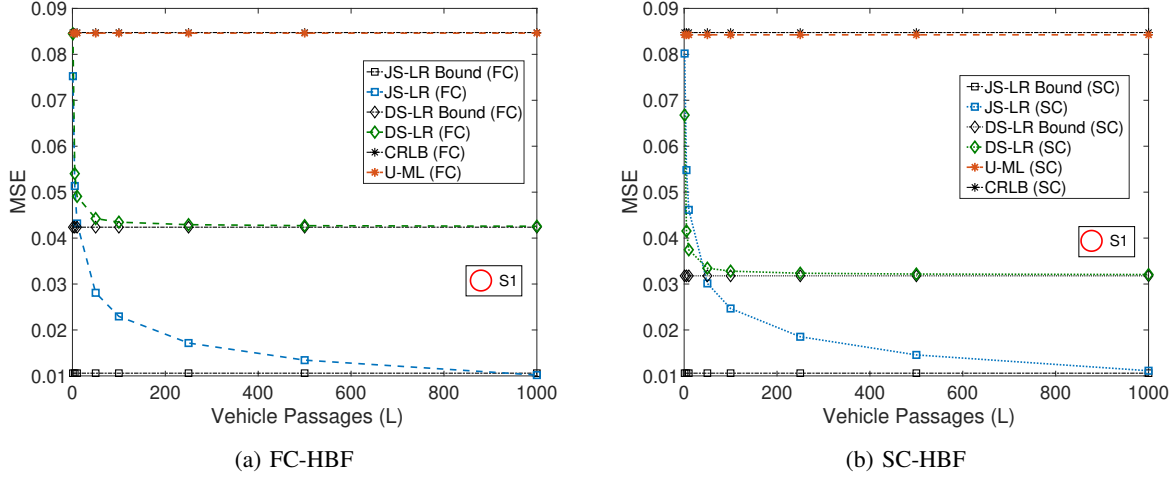 0.09
0.08
0.07
0.06
0.05
0.04
0.03
0.02
0.01
MSE
JS-LR Bound (FC)
JS-LR (FC)
DS-LR Bound (FC)
DS-LR (FC)
CRLB (FC)
U-ML (FC)
S1
0 200 400 600 800 1000
Vehicle Passages (L)
(a) FC-HBF
0.09
0.08
0.07
0.06
0.05
0.04
0.03
0.02
0.01
MSE
JS-LR Bound (SC)
JS-LR (SC)
DS-LR Bound (SC)
DS-LR (SC)
U-ML (SC)
CRLB (SC)
S1
0 200 400 600 800 1000
Vehicle Passages (L)
(b) SC-HBF